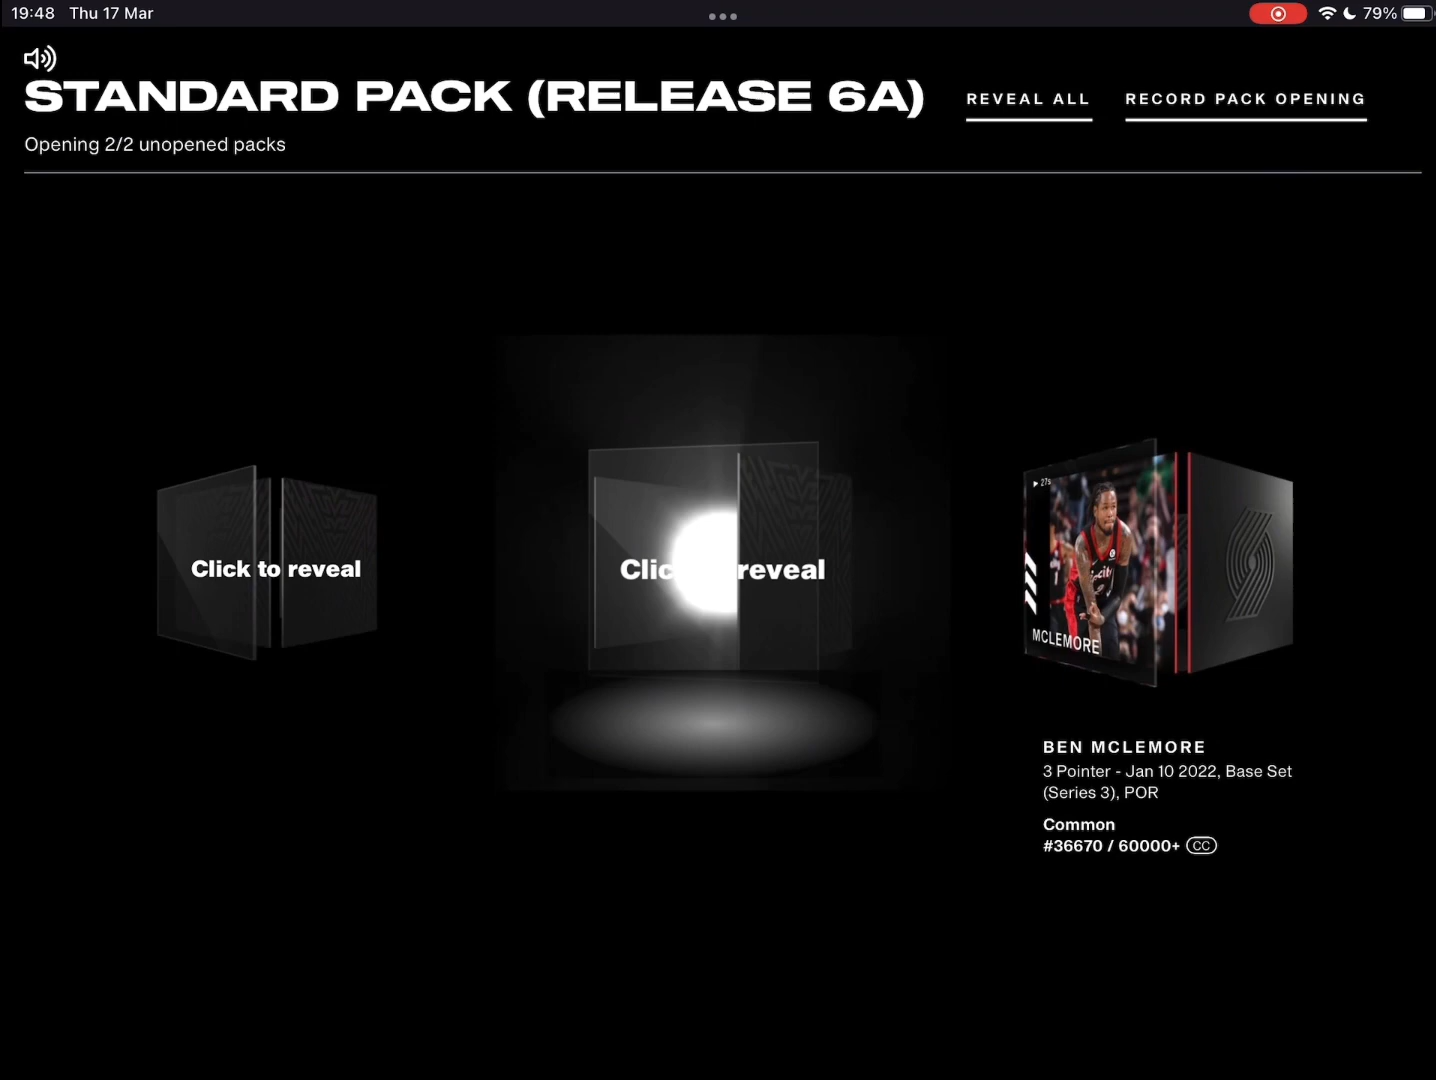 19:48 Thu 17 Mar
79%
STANDARD PACK (RELEASE 6A)
REVEAL ALL
RECORD PACK OPENING
Opening 2/2 unopened packs
Click to reveal
Clic reveal
27s
MCLEMORE
BEN MCLEMORE
3 Pointer - Jan 10 2022, Base Set
(Series 3), POR
Common
#36670 / 60000+ CC